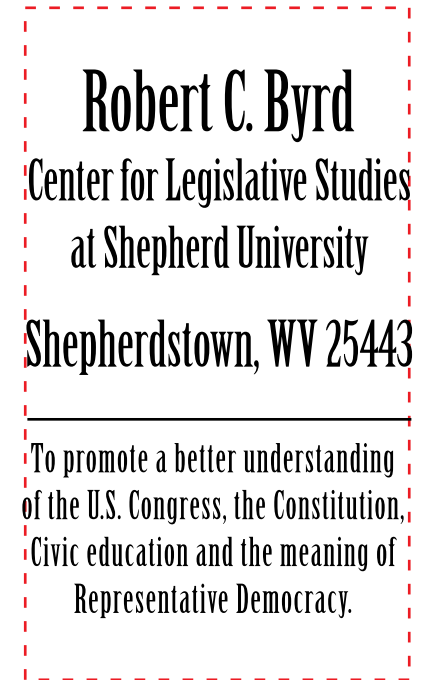 Robert C. Byrd
Center for Legislative Studies
at Shepherd University
Shepherdstown, WV 25443
To promote a better understanding
of the U.S. Congress, the Constitution,
Civic education and the meaning of
Representative Democracy.